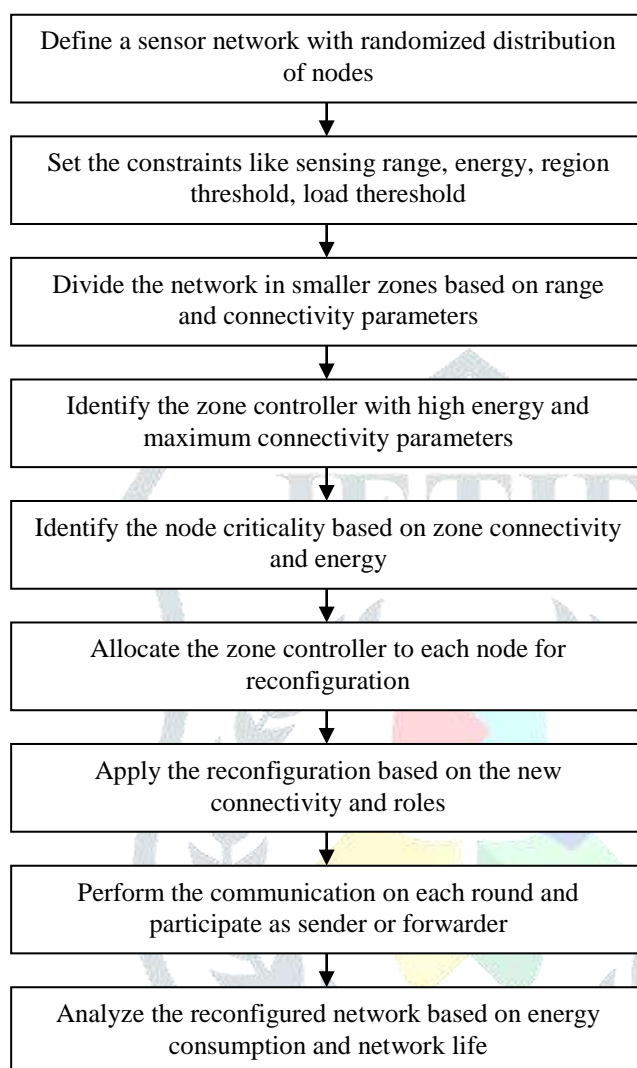 Define a sensor network with randomized distribution
of nodes
Set the constraints like sensing range, energy, region
threshold, load thereshold
Divide the network in smaller zones based on range
and connectivity parameters
Identify the zone controller with high energy and
maximum connectivity parameters
Identify the node criticality based on zone connectivity
and energy
Allocate the zone controller to each node for
reconfiguration
Apply the reconfiguration based on the new
connectivity and roles
Perform the communication on each round and
participate as sender or forwarder
Analyze the reconfigured network based on energy
consumption and network life